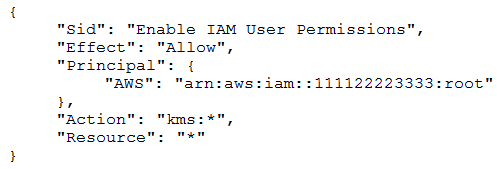 {
"Sid": "Enable IAM User Permissions",
"Effect": "Allow",
"Principal": {
"AWS": "arn:aws:iam::111122223333:root"
},
"Action": "kms:*",
"Resource": "*"
}